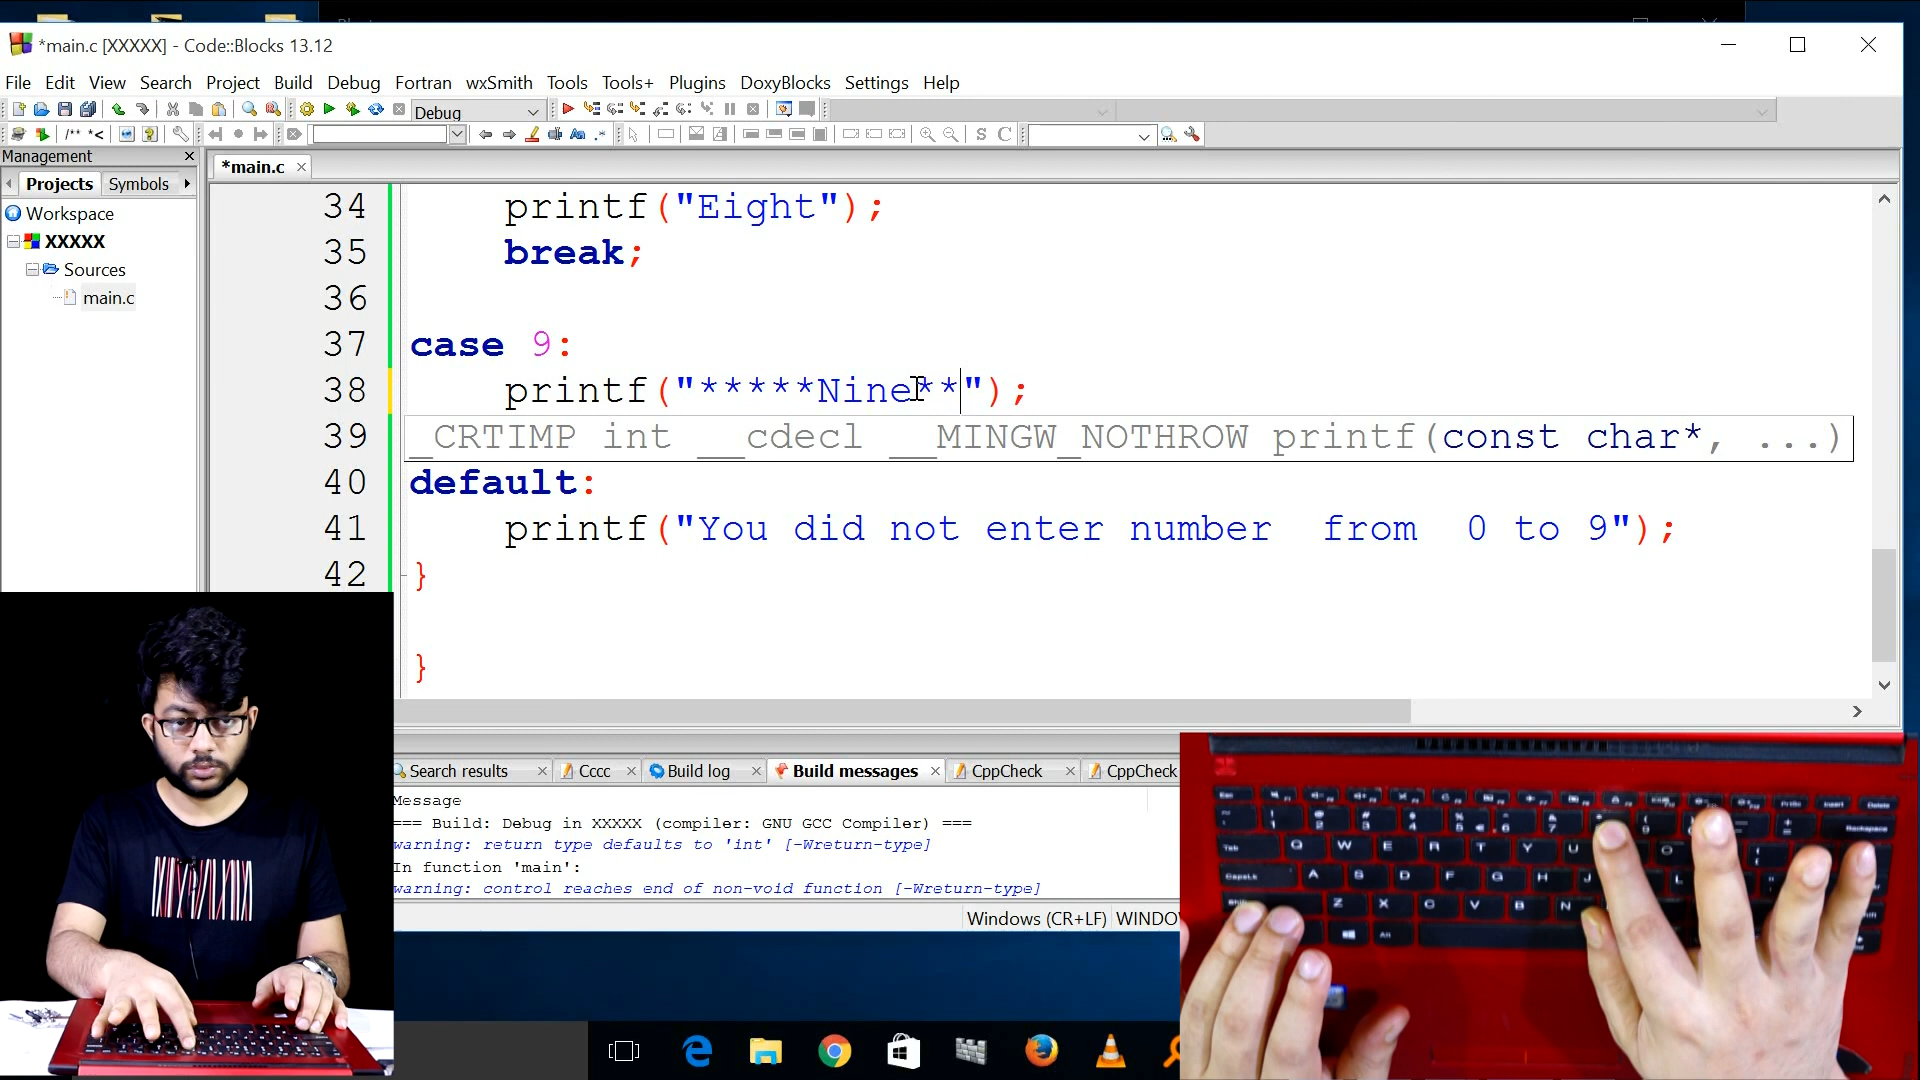 *main.c [XXXXX] - Code::Blocks 13.12
File Edit View Search Project Build Debug Fortran wxSmith Tools Tools+ Plugins DoxyBlocks Settings Help
Debug
/** *<
S C
Management
*main.c
Projects Symbols
Workspace
XXXXX
Sources
main.c
34 printf("Eight");
35 break;
36
37 case 9:
38 printf("*****Nine**");
39 _CRTIMP int __cdecl __MINGW_NOTHROW printf(const char*, ...)
40 default:
41 printf("You did not enter number  from  0 to 9");
42 }
}
Search results Cccc Build log Build messages CppCheck CppCheck
Message
=== Build: Debug in XXXXX (compiler: GNU GCC Compiler) ===
warning: return type defaults to 'int' [-Wreturn-type]
In function 'main':
warning: control reaches end of non-void function [-Wreturn-type]
Windows (CR+LF) WINDO
Q W E R T Y U
A S D F G H J L
Z X C V B N
Alt